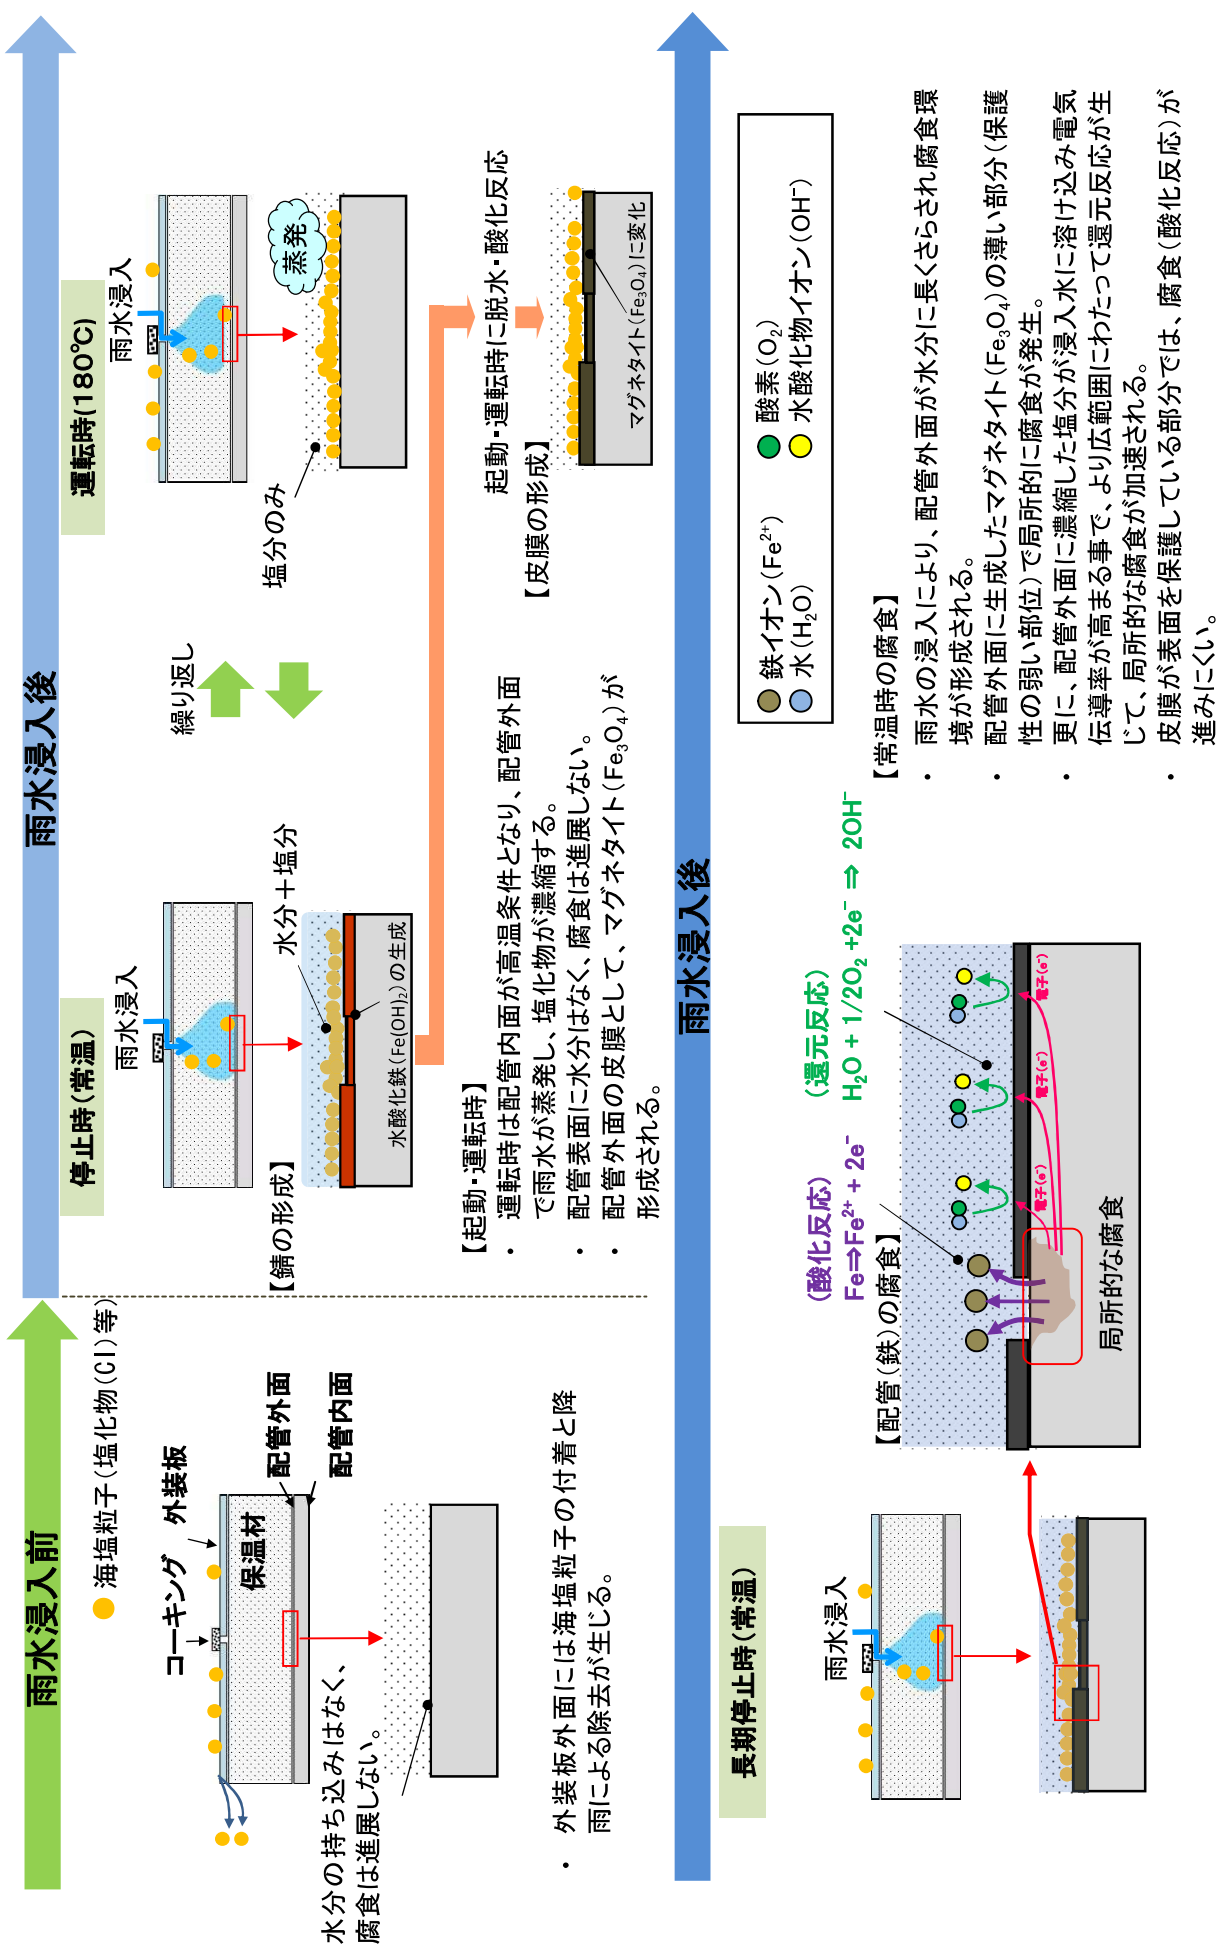 雨水浸入前
雨水浸入後
海塩粒子（塩化物（Cl）等）
コーキング
外装板
保温材
配管外面
配管内面
水分の持ち込みはなく、
腐食は進展しない。
・ 外装板外面には海塩粒子の付着と降
雨による除去が生じる。
停止時（常温）
雨水浸入
【錆の形成】
水分＋塩分
水酸化鉄（Fe(OH)₂）の生成
繰り返し
運転時(180℃)
雨水浸入
蒸発
塩分のみ
起動・運転時に脱水・酸化反応
【皮膜の形成】
マグネタイト（Fe₃O₄）に変化
【起動・運転時】
・ 運転時は配管内面が高温条件となり、配管外面
で雨水が蒸発し、塩化物が濃縮する。
・ 配管表面に水分はなく、腐食は進展しない。
・ 配管外面の皮膜として、マグネタイト（Fe₃O₄）が
形成される。
雨水浸入後
長期停止時（常温）
雨水浸入
【配管（鉄）の腐食】
（酸化反応）
Fe⇒Fe²⁺ + 2e⁻
（還元反応）
H₂O + 1/2O₂ +2e⁻ ⇒ 2OH⁻
電子(e⁻)
電子(e⁻)
電子(e⁻)
局所的な腐食
鉄イオン（Fe²⁺）
酸素（O₂）
水（H₂O）
水酸化物イオン（OH⁻）
【常温時の腐食】
・ 雨水の浸入により、配管外面が水分に長くさらされ腐食環
境が形成される。
・ 配管外面に生成したマグネタイト（Fe₃O₄）の薄い部分（保護
性の弱い部位）で局所的に腐食が発生。
・ 更に、配管外面に濃縮した塩分が浸入水に溶け込み電気
伝導率が高まる事で、より広範囲にわたって還元反応が生
じて、局所的な腐食が加速される。
・ 皮膜が表面を保護している部分では、腐食（酸化反応）が
進みにくい。